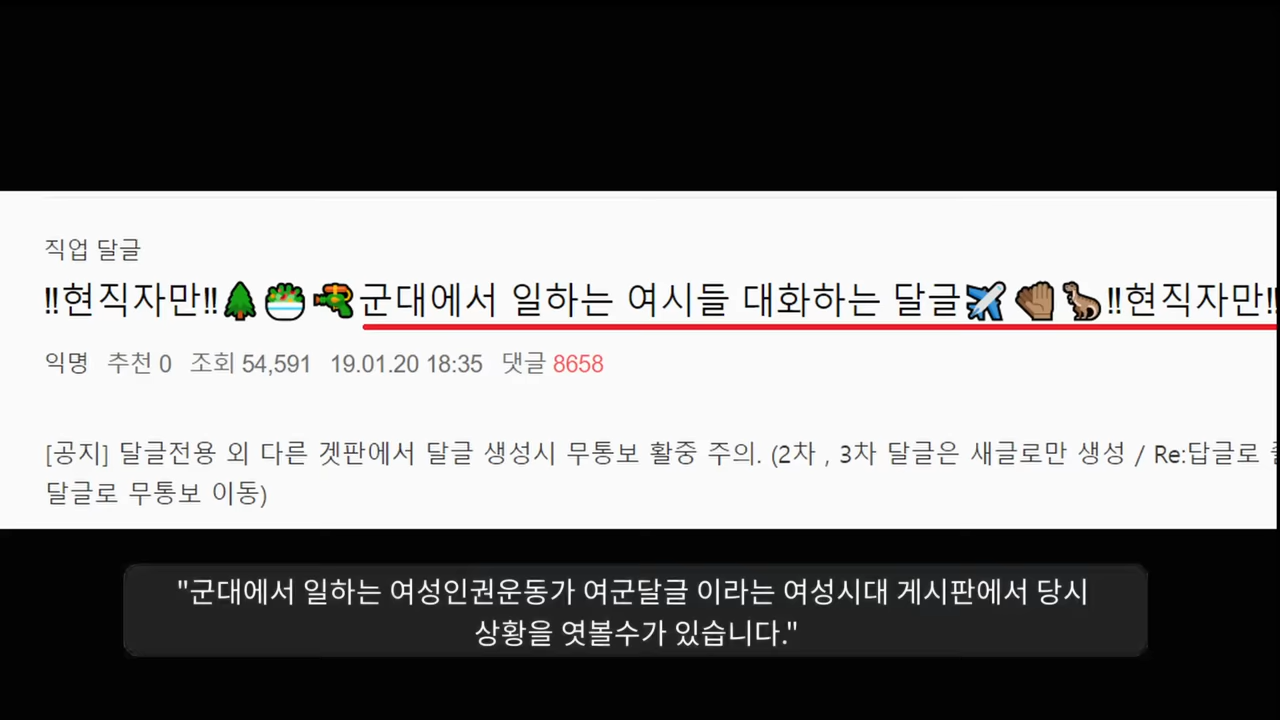 직업 달글
‼현직자만‼🌲🥗🔫군대에서 일하는 여시들 대화하는 달글✈🤚🏽🦖‼현직자만‼
익명 추천 0 조회 54,591 19.01.20 18:35 댓글 8658
[공지] 달글전용 외 다른 겟판에서 달글 생성시 무통보 활중 주의. (2차 , 3차 달글은 새글로만 생성 / Re:답글로
달글로 무통보 이동)
"군대에서 일하는 여성인권운동가 여군달글 이라는 여성시대 게시판에서 당시
상황을 엿볼수가 있습니다."